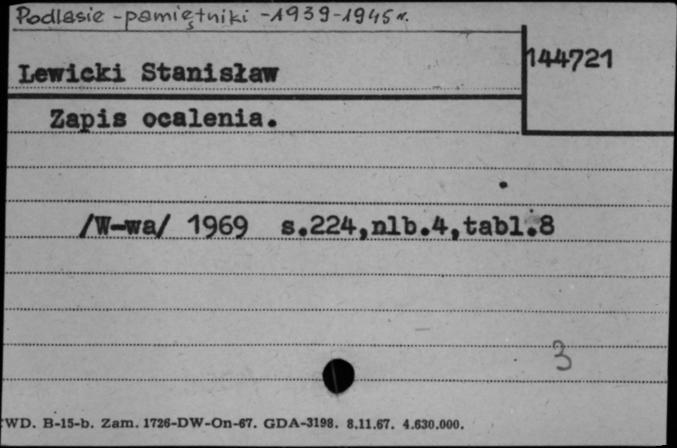 Podlasie - pamiętniki - 1939-1945 r.
Lewicki Stanisław
144721
Zapis ocalenia.
/W-wa/ 1969 s.224,nlb.4,tabl.8
3
WD. B-15-b. Zam. 1726-DW-On-67. GDA-3198. 8.11.67. 4.630.000.